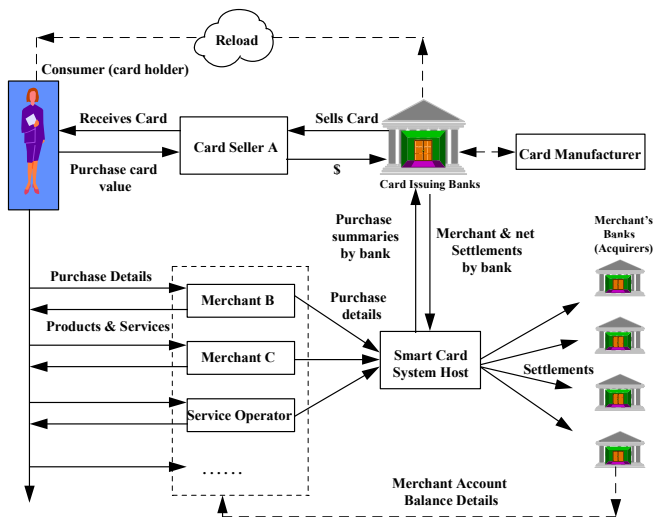 Reload
Consumer (card holder)
Receives Card
Sells Card
Card Seller A
Card Manufacturer
Purchase card
value
$
Card Issuing Banks
Purchase
summaries
by bank
Merchant & net
Settlements
by bank
Merchant's
Banks
(Acquirers)
Purchase Details
Merchant B
Purchase
details
Products & Services
Merchant C
Smart Card
System Host
Settlements
Service Operator
......
Merchant Account
Balance Details